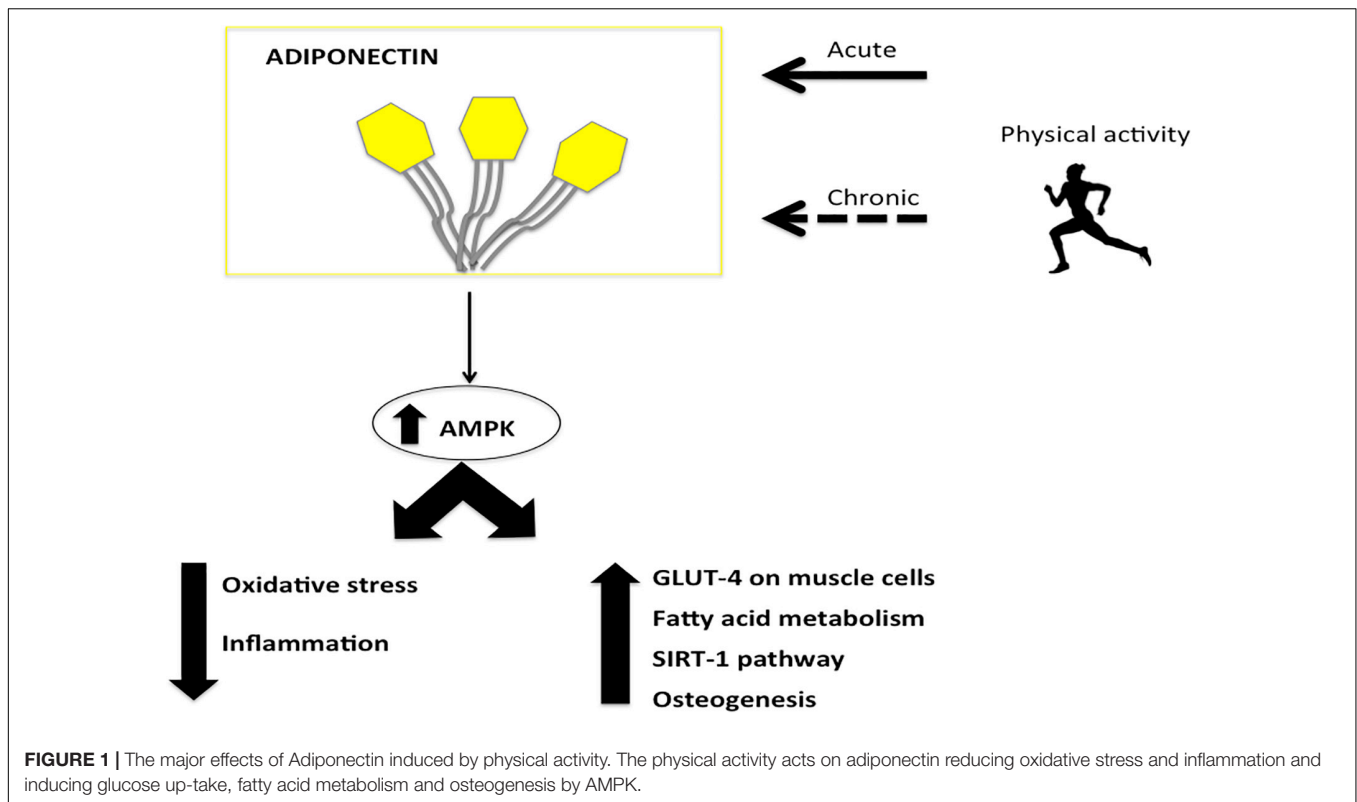 ADIPONECTIN
Acute
Physical activity
Chronic
AMPK
Oxidative stress
Inflammation
GLUT-4 on muscle cells
Fatty acid metabolism
SIRT-1 pathway
Osteogenesis
FIGURE 1 | The major effects of Adiponectin induced by physical activity. The physical activity acts on adiponectin reducing oxidative stress and inflammation and
inducing glucose up-take, fatty acid metabolism and osteogenesis by AMPK.